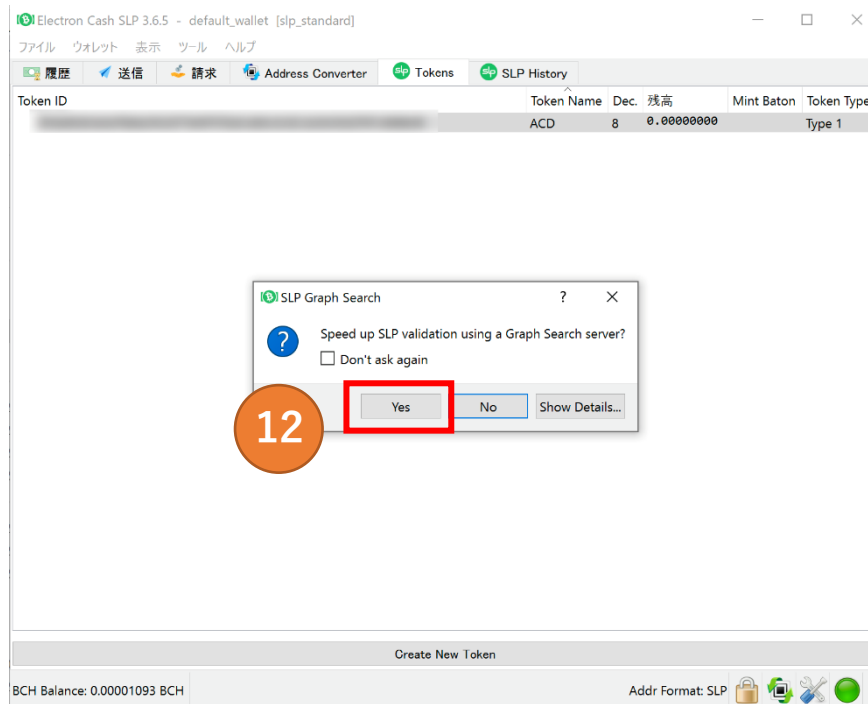 Electron Cash SLP 3.6.5 - default_wallet [slp_standard]
ファイル ウォレット 表示 ツール ヘルプ
履歴 送信 請求 Address Converter slp Tokens slp SLP History
Token ID Token Name Dec. 残高 Mint Baton Token Type
ACD 8 0.00000000 Type 1
SLP Graph Search ?
Speed up SLP validation using a Graph Search server?
Don't ask again
Yes No Show Details...
12
Create New Token
BCH Balance: 0.00001093 BCH Addr Format: SLP